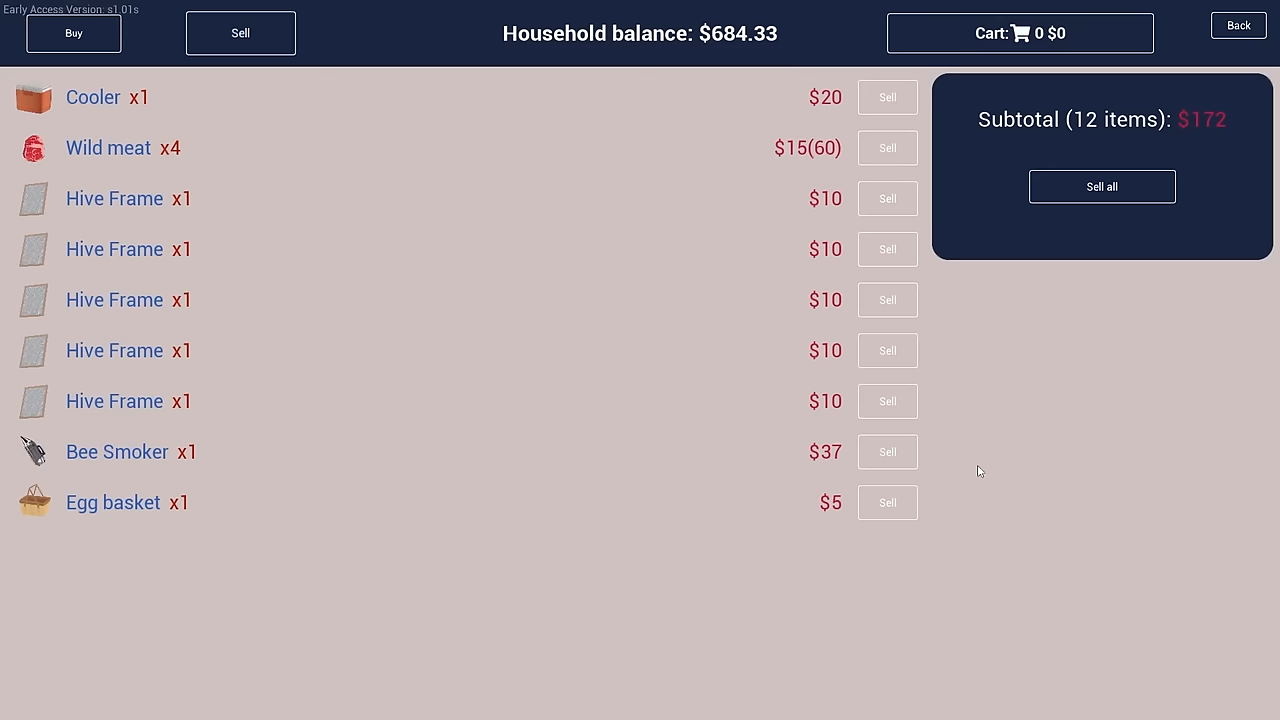 Early Access Version: s1.01s
Buy Sell Household balance: $684.33 Cart: 0 $0 Back
Cooler x1 $20 Sell
Subtotal (12 items): $172
Wild meat x4 $15(60) Sell
Sell all
Hive Frame x1 $10 Sell
Hive Frame x1 $10 Sell
Hive Frame x1 $10 Sell
Hive Frame x1 $10 Sell
Hive Frame x1 $10 Sell
Bee Smoker x1 $37 Sell
Egg basket x1 $5 Sell